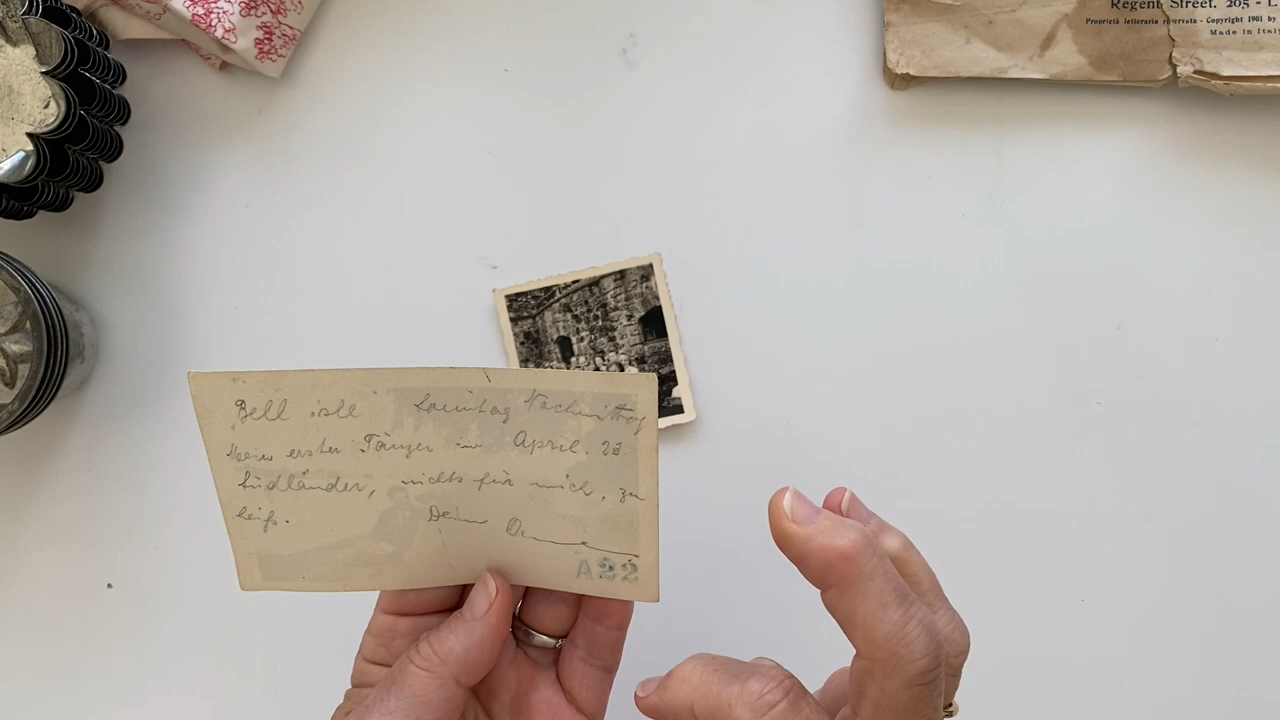 Regent Street. 205 - L
Proprietà letteraria riservata - Copyright 1901 by
Made in Ital
„Bell isle" Sonntag Nachmittag
Mein erster Tänzer im April. 23
Südländer, nichts für mich, zu
heiß. Dein
A22